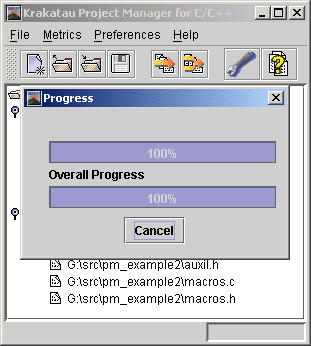 Krakatau Project Manager for C/C++
File Metrics Preferences Help
Progress
100%
Overall Progress
100%
Cancel
G:\src\pm_example2\auxil.h
G:\src\pm_example2\macros.c
G:\src\pm_example2\macros.h